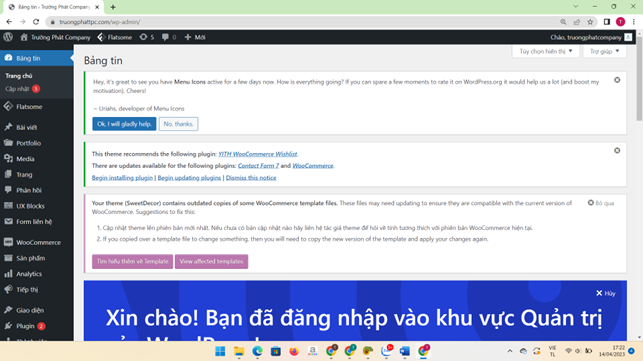 Bảng tin ‹ Trường Phát Company
truongphattpc.com/wp-admin/
Trường Phát Company
Flatsome
5
0
Mới
Chào, truongphatcompany
Bảng tin
Trang chủ
Cập nhật 3
Flatsome
Bài viết
Portfolio
Media
Trang
Phản hồi
UX Blocks
Form liên hệ
WooCommerce
Sản phẩm
Analytics
Tiếp thị
Giao diện
Plugin 2
Tùy chọn hiển thị
Trợ giúp
Bảng tin
Hey, it's great to see you have Menu Icons active for a few days now. How is everything going? If you can spare a few moments to rate it on WordPress.org it would help us a lot (and boost my
motivation). Cheers!
~ Uriahs, developer of Menu Icons
Ok, I will gladly help.
No, thanks.
This theme recommends the following plugin: YITH WooCommerce Wishlist.
There are updates available for the following plugins: Contact Form 7 and WooCommerce.
Begin installing plugin | Begin updating plugins | Dismiss this notice
Your theme (SweetDecor) contains outdated copies of some WooCommerce template files. These files may need updating to ensure they are compatible with the current version of
WooCommerce. Suggestions to fix this:
Bỏ qua
1. Cập nhật theme lên phiên bản mới nhất. Nếu chưa có bản cập nhật nào hãy liên hệ tác giả theme để hỏi về tính tương thích với phiên bản WooCommerce hiện tại.
2. If you copied over a template file to change something, then you will need to copy the new version of the template and apply your changes again.
Tìm hiểu thêm về Template
View affected templates
Hủy
Xin chào! Bạn đã đăng nhập vào khu vực Quản trị
VIE
TL
17:22
14/04/2023